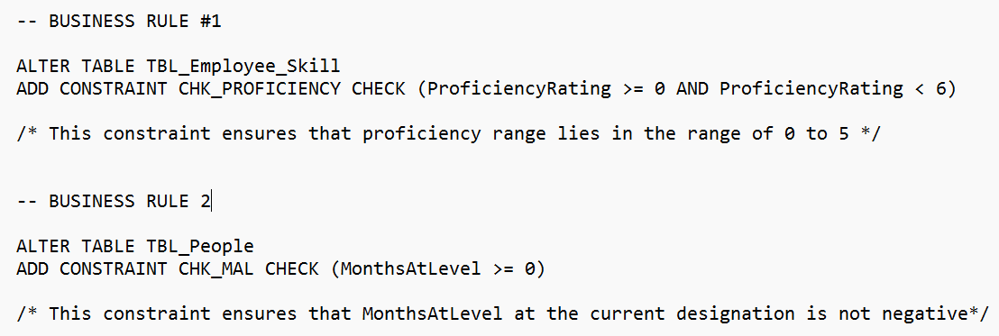 -- BUSINESS RULE #1
ALTER TABLE TBL_Employee_Skill
ADD CONSTRAINT CHK_PROFICIENCY CHECK (ProficiencyRating >= 0 AND ProficiencyRating < 6)
/* This constraint ensures that proficiency range lies in the range of 0 to 5 */
-- BUSINESS RULE 2
ALTER TABLE TBL_People
ADD CONSTRAINT CHK_MAL CHECK (MonthsAtLevel >= 0)
/* This constraint ensures that MonthsAtLevel at the current designation is not negative*/